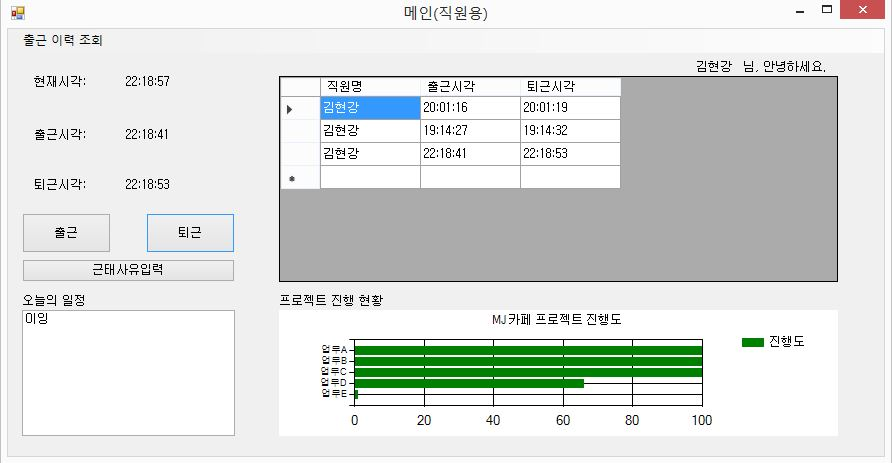 메인(직원용)
출근 이력 조회
김현강 님, 안녕하세요.
현재시각: 22:18:57
출근시각: 22:18:41
퇴근시각: 22:18:53
출근 퇴근
근태사유입력
직원명 출근시각 퇴근시각
김현강 20:01:16 20:01:19
김현강 19:14:27 19:14:32
김현강 22:18:41 22:18:53
오늘의 일정
미잉
프로젝트 진행 현황
MJ카페 프로젝트 진행도
진행도
업무A
업무B
업무C
업무D
업무E
0 20 40 60 80 100